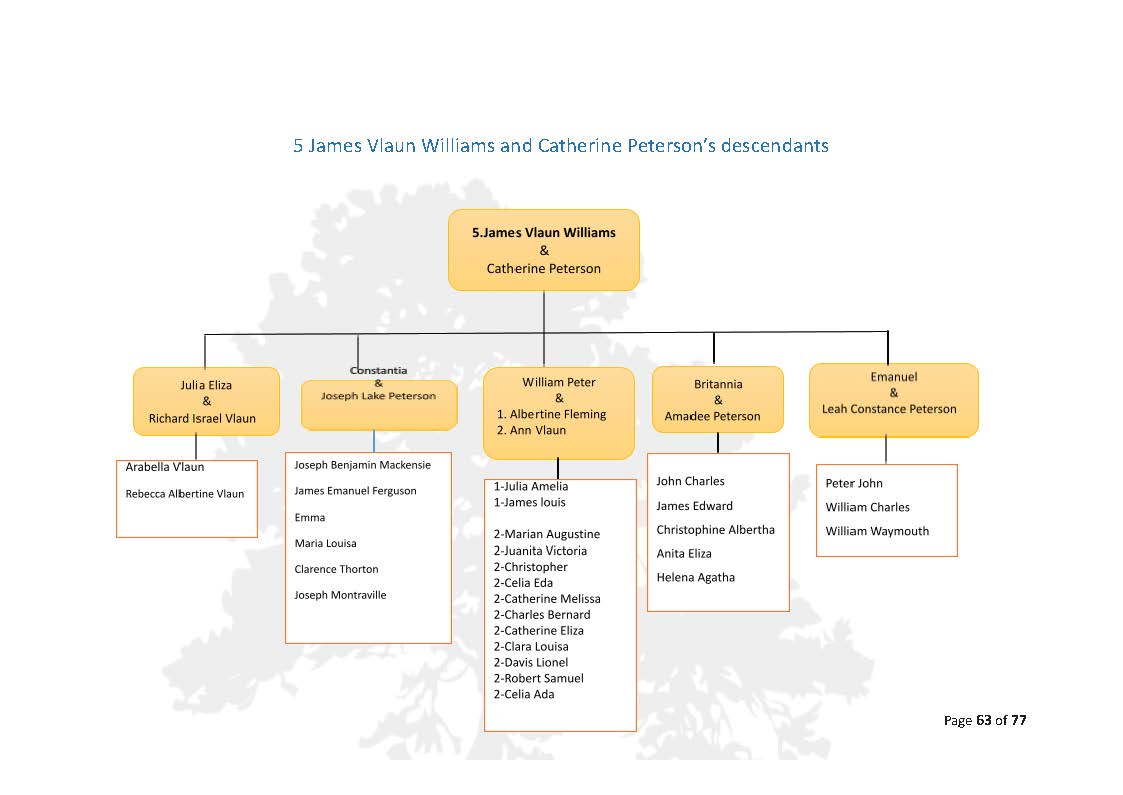 5 James Vlaun Williams and Catherine Peterson's descendants
5.James Vlaun Williams
&
Catherine Peterson
Julia Eliza
&
Richard Israel Vlaun
Constantia
&
Joseph Lake Peterson
William Peter
&
1. Albertine Fleming
2. Ann Vlaun
Britannia
&
Amadee Peterson
Emanuel
&
Leah Constance Peterson
Arabella Vlaun
Rebecca Albertine Vlaun
Joseph Benjamin Mackensie
James Emanuel Ferguson
Emma
Maria Louisa
Clarence Thorton
Joseph Montraville
1-Julia Amelia
1-James louis
2-Marian Augustine
2-Juanita Victoria
2-Christopher
2-Celia Eda
2-Catherine Melissa
2-Charles Bernard
2-Catherine Eliza
2-Clara Louisa
2-Davis Lionel
2-Robert Samuel
2-Celia Ada
John Charles
James Edward
Christophine Albertha
Anita Eliza
Helena Agatha
Peter John
William Charles
William Waymouth
Page 63 of 77